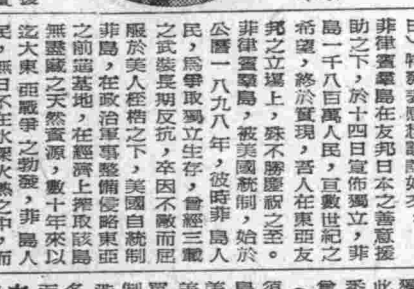 菲律賓羣島在友邦日本之善意援
助之下，於十四日宣佈獨立，菲
島一千八百萬人民，亘數世紀之
希望，終於實現，吾人在東亞友
邦之立場上，殊不勝慶祝之至。
菲律賓羣島，被美國統制，始於
公曆一八九八年，彼時菲島人
民，爲爭取獨立生存，曾經三載
之武裝長期反抗，卒因不敵而屈
服於美人桎梏之下，美國自統制
菲島，在政治軍事整備侵略東亞
之前進基地，在經濟上搾取該島
無盡藏之天然資源，數十年來以
迄大東亞戰爭之勃發，菲島人
民，無日不在水深火熱之中，而